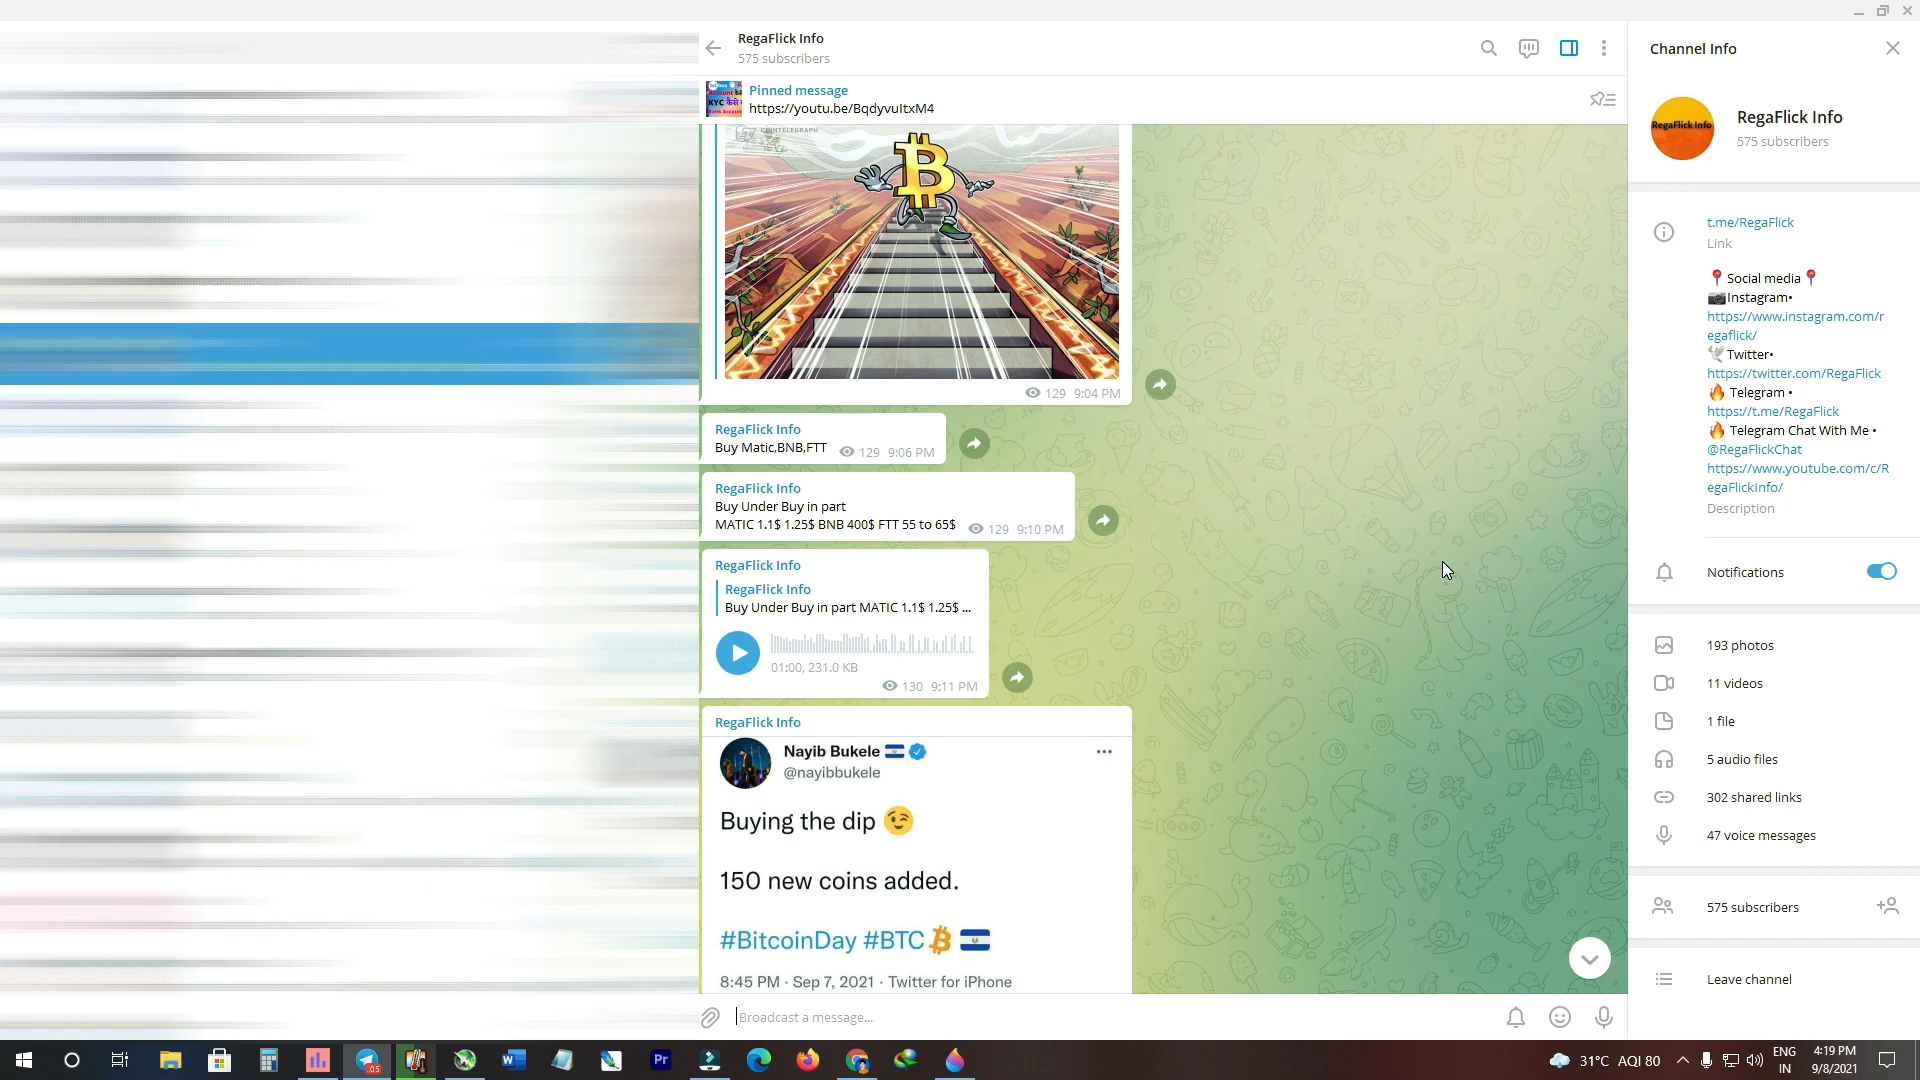 RegaFlick Info
575 subscribers
Pinned message
https://youtu.be/BqdyvuItxM4
COINTELEGRAPH
129 9:04 PM
RegaFlick Info
Buy Matic,BNB,FTT 129 9:06 PM
RegaFlick Info
Buy Under Buy in part
MATIC 1.1$ 1.25$ BNB 400$ FTT 55 to 65$ 129 9:10 PM
RegaFlick Info
RegaFlick Info
Buy Under Buy in part MATIC 1.1$ 1.25$ ...
01:00, 231.0 KB
130 9:11 PM
RegaFlick Info
Nayib Bukele
@nayibbukele
Buying the dip 😉
150 new coins added.
#BitcoinDay #BTC
8:45 PM · Sep 7, 2021 · Twitter for iPhone
Broadcast a message...
Channel Info
RegaFlick Info
RegaFlick Info
575 subscribers
t.me/RegaFlick
Link
📍Social media📍
📷Instagram•
https://www.instagram.com/r
egaflick/
🕊Twitter•
https://twitter.com/RegaFlick
🔥 Telegram •
https://t.me/RegaFlick
🔥 Telegram Chat With Me •
@RegaFlickChat
https://www.youtube.com/c/R
egaFlickInfo/
Description
Notifications
193 photos
11 videos
1 file
5 audio files
302 shared links
47 voice messages
575 subscribers
Leave channel
.05
W
Pr
31°C AQI 80
ENG
IN
4:19 PM
9/8/2021